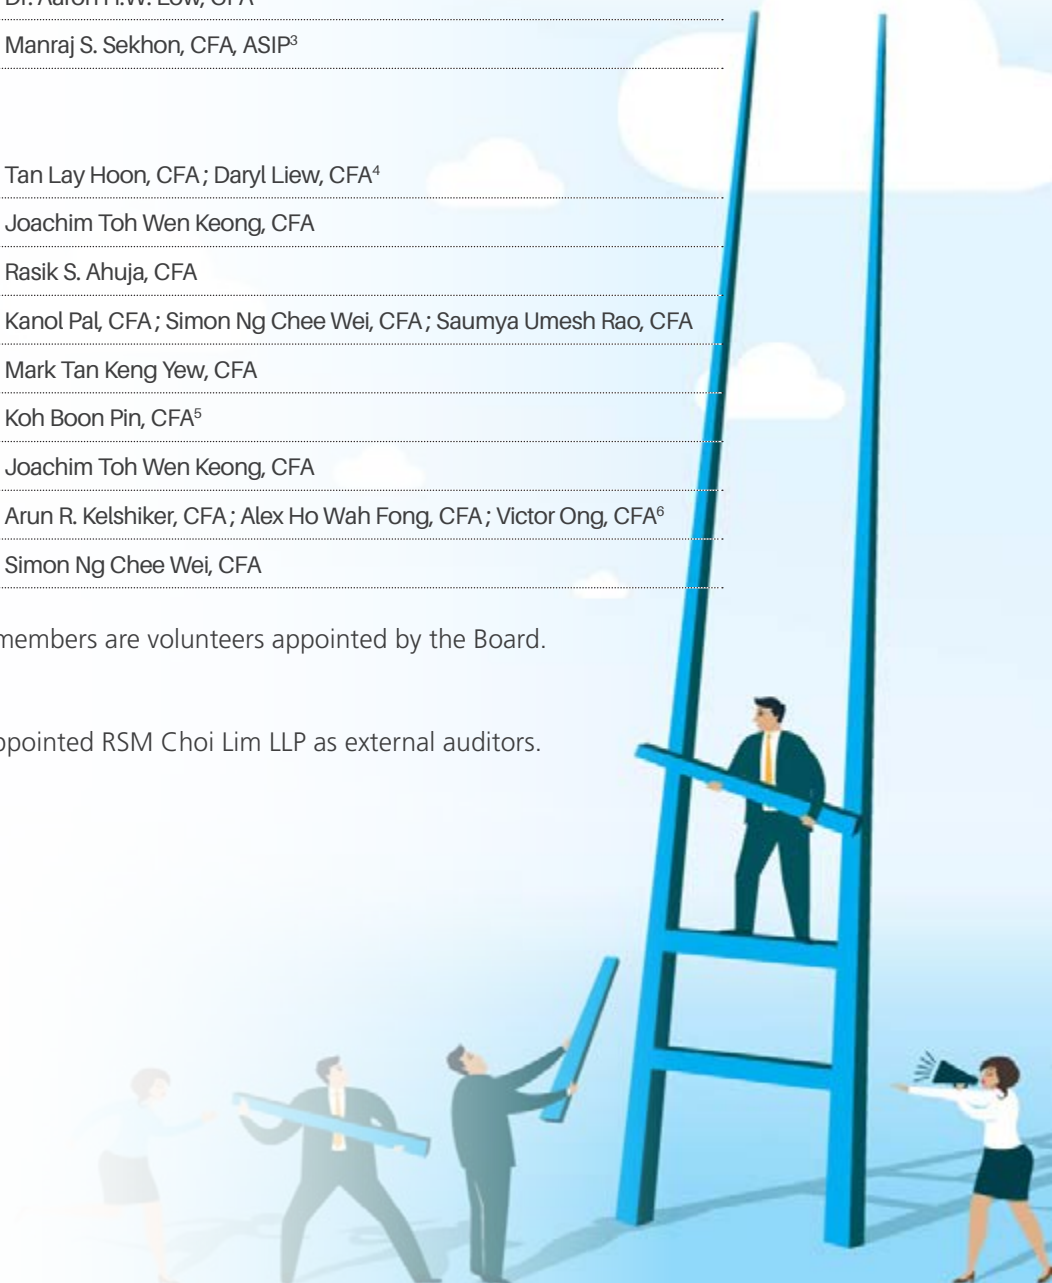 Manraj S. Sekhon, CFA, ASIP³
Tan Lay Hoon, CFA; Daryl Liew, CFA⁴
Joachim Toh Wen Keong, CFA
Rasik S. Ahuja, CFA
Kanol Pal, CFA; Simon Ng Chee Wei, CFA; Saumya Umesh Rao, CFA
Mark Tan Keng Yew, CFA
Koh Boon Pin, CFA⁵
Joachim Toh Wen Keong, CFA
Arun R. Kelshiker, CFA; Alex Ho Wah Fong, CFA; Victor Ong, CFA⁶
Simon Ng Chee Wei, CFA
members are volunteers appointed by the Board.
ppointed RSM Choi Lim LLP as external auditors.